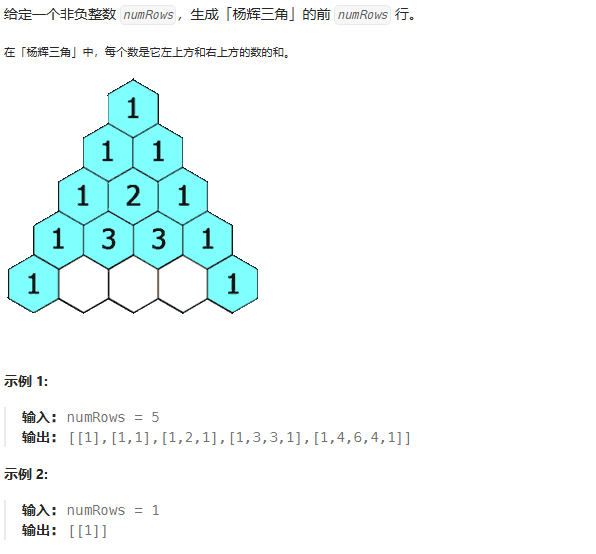 给定一个非负整数 numRows，生成「杨辉三角」的前 numRows 行。
在「杨辉三角」中，每个数是它左上方和右上方的数的和。
1
1 1
1 2 1
1 3 3 1
1 1
示例 1:
输入: numRows = 5
输出: [[1],[1,1],[1,2,1],[1,3,3,1],[1,4,6,4,1]]
示例 2:
输入: numRows = 1
输出: [[1]]